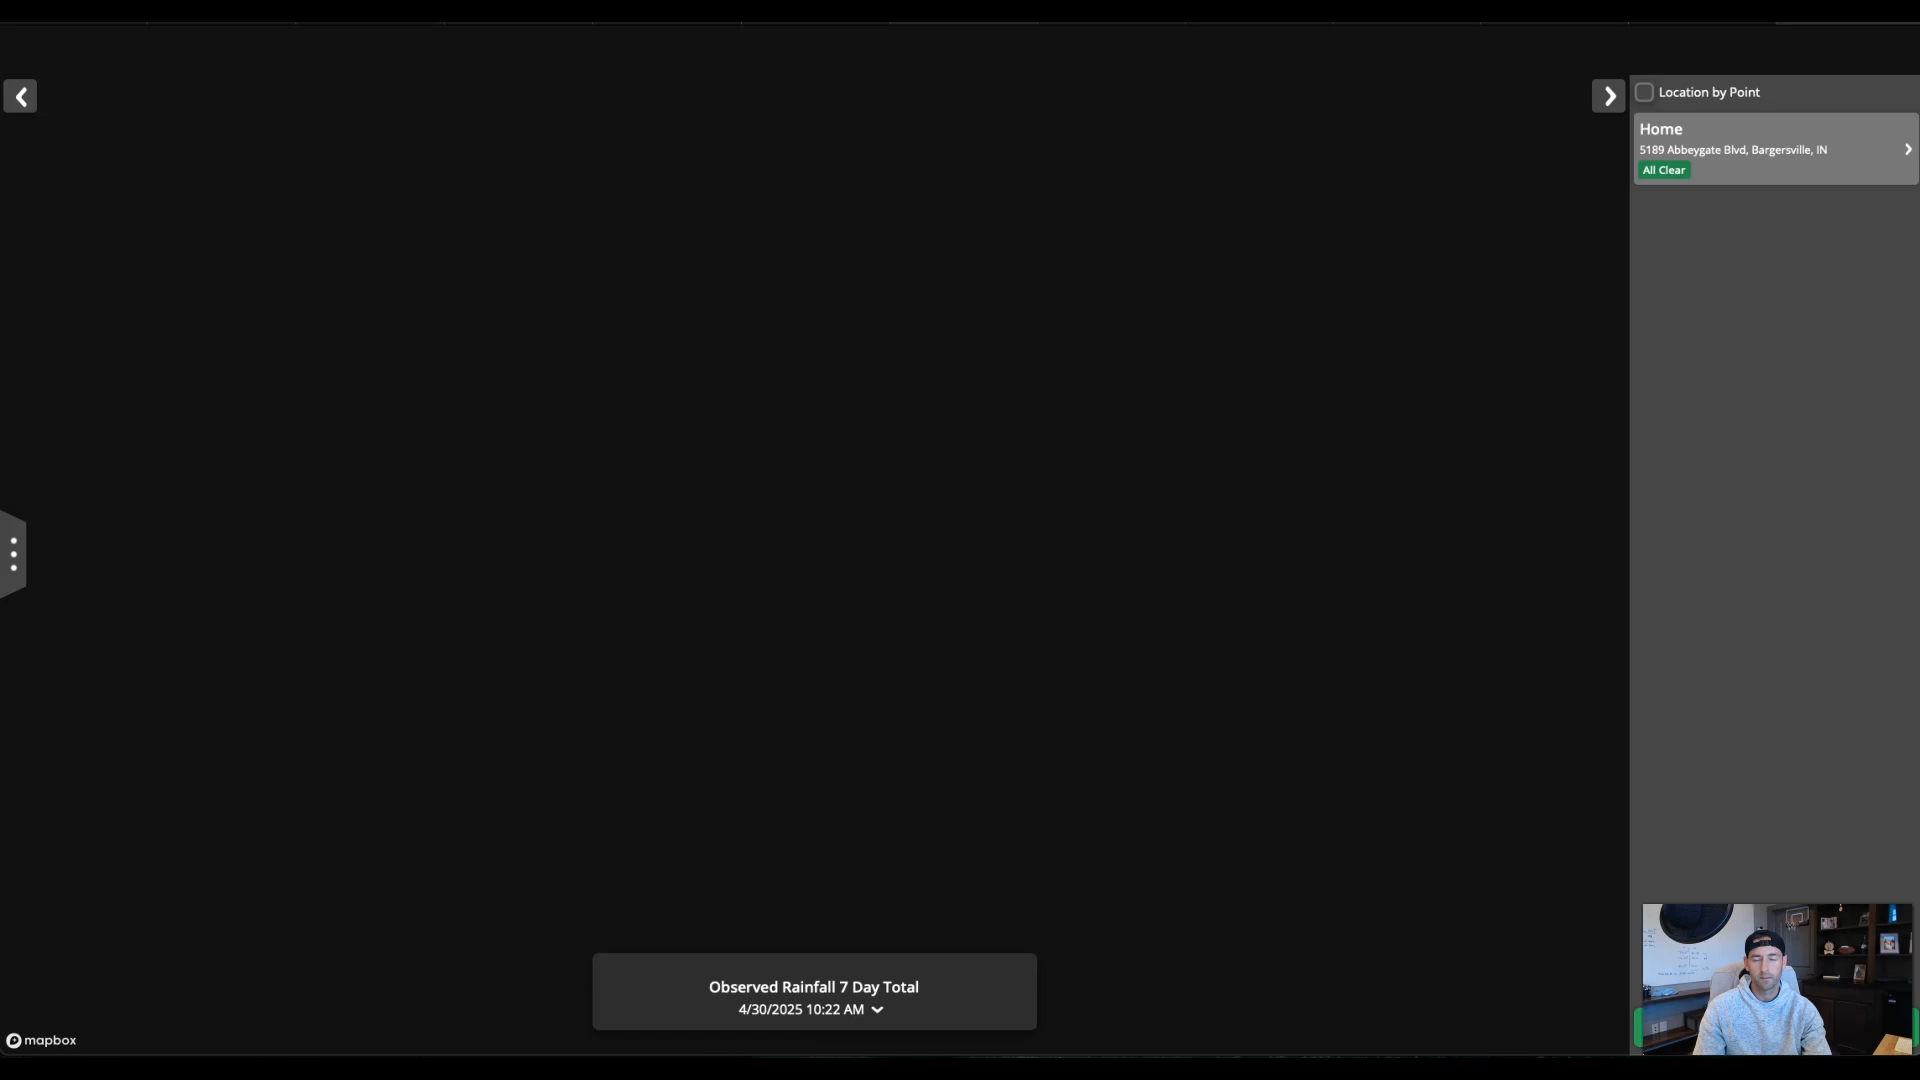 Location by Point
Home
5189 Abbeygate Blvd, Bargersville, IN
All Clear
Observed Rainfall 7 Day Total
4/30/2025 10:22 AM
mapbox